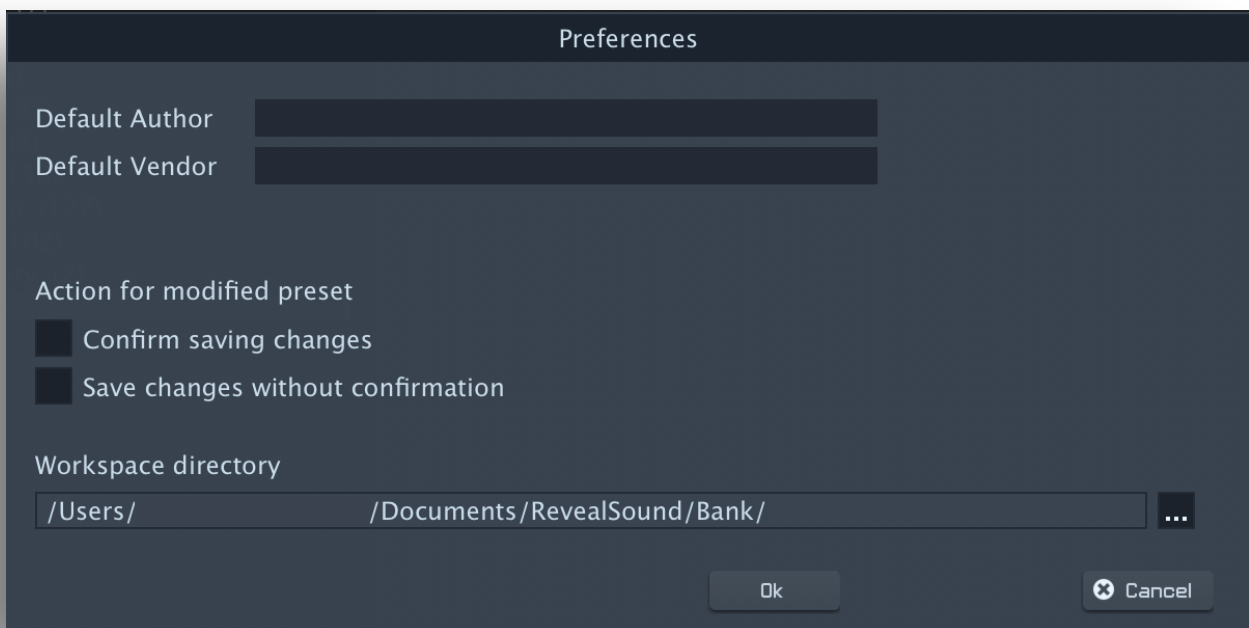 Preferences
Default Author
Default Vendor
Action for modified preset
Confirm saving changes
Save changes without confirmation
Workspace directory
/Users/ /Documents/RevealSound/Bank/ ...
Ok Cancel